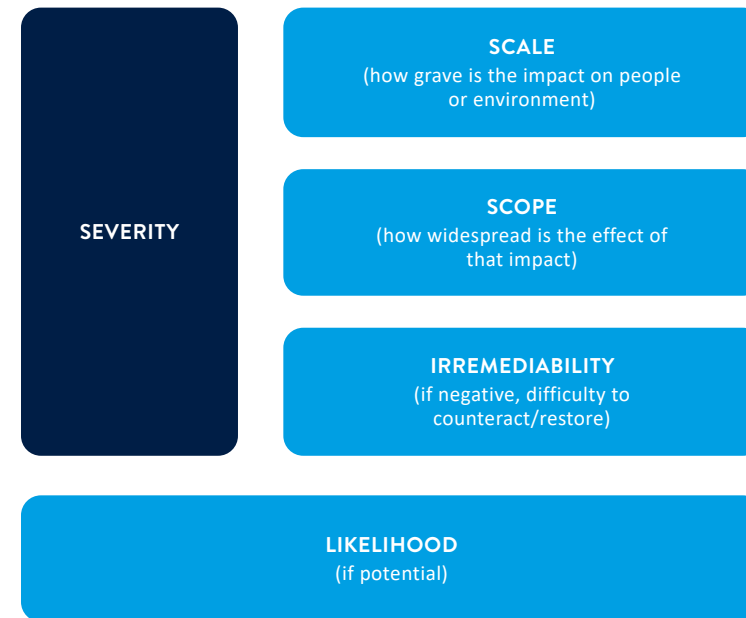 SEVERITY
SCALE
(how grave is the impact on people
or environment)
SCOPE
(how widespread is the effect of
that impact)
IRREMEDIABILITY
(if negative, difficulty to
counteract/restore)
LIKELIHOOD
(if potential)